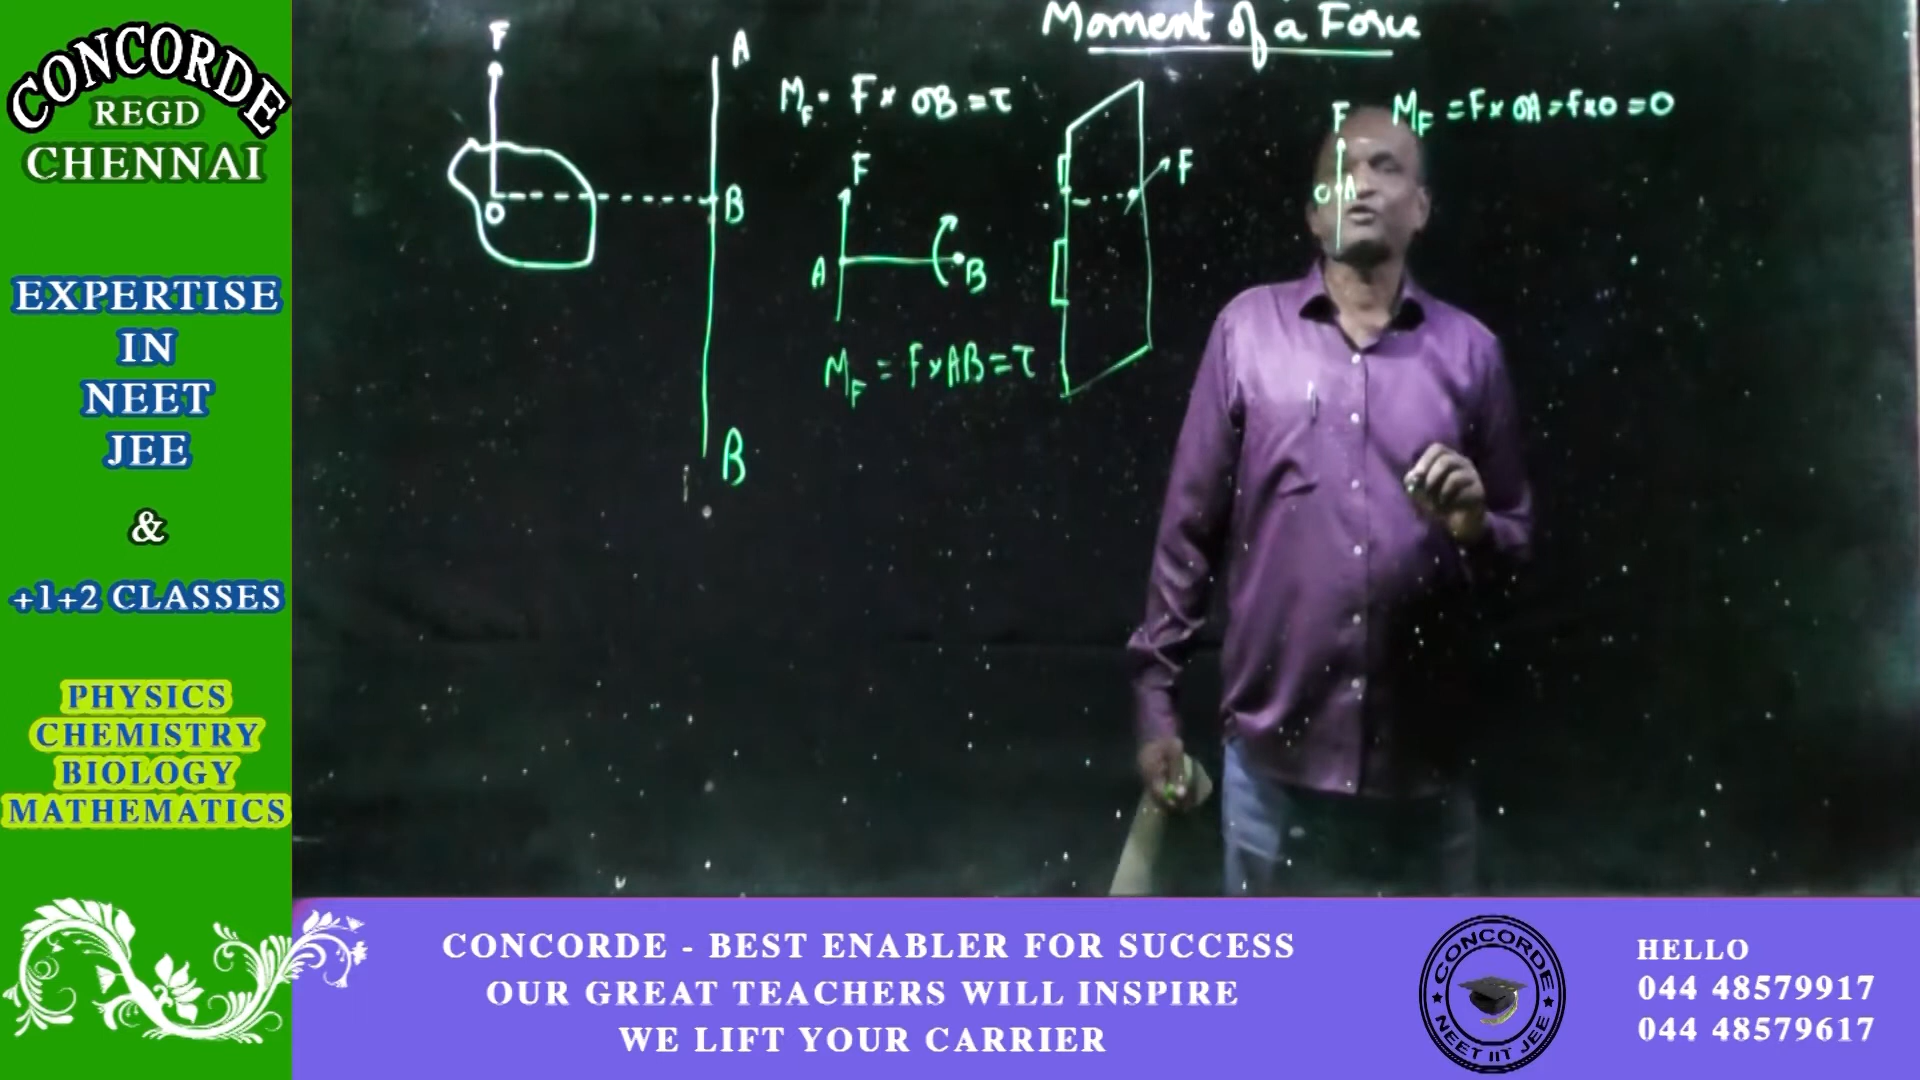 CONCORDE
REGD
CHENNAI
EXPERTISE
IN
NEET
JEE
&
+1+2 CLASSES
PHYSICS
CHEMISTRY
BIOLOGY
MATHEMATICS
Moment of a Force
F
O
A
B
B
M_F = F × OB = τ
F
A
B
M_F = F × AB = τ
F
F
O A
M_F = F × OA = F × 0 = 0
CONCORDE - BEST ENABLER FOR SUCCESS
OUR GREAT TEACHERS WILL INSPIRE
WE LIFT YOUR CARRIER
CONCORDE
NEET IIT JEE
HELLO
044 48579917
044 48579617